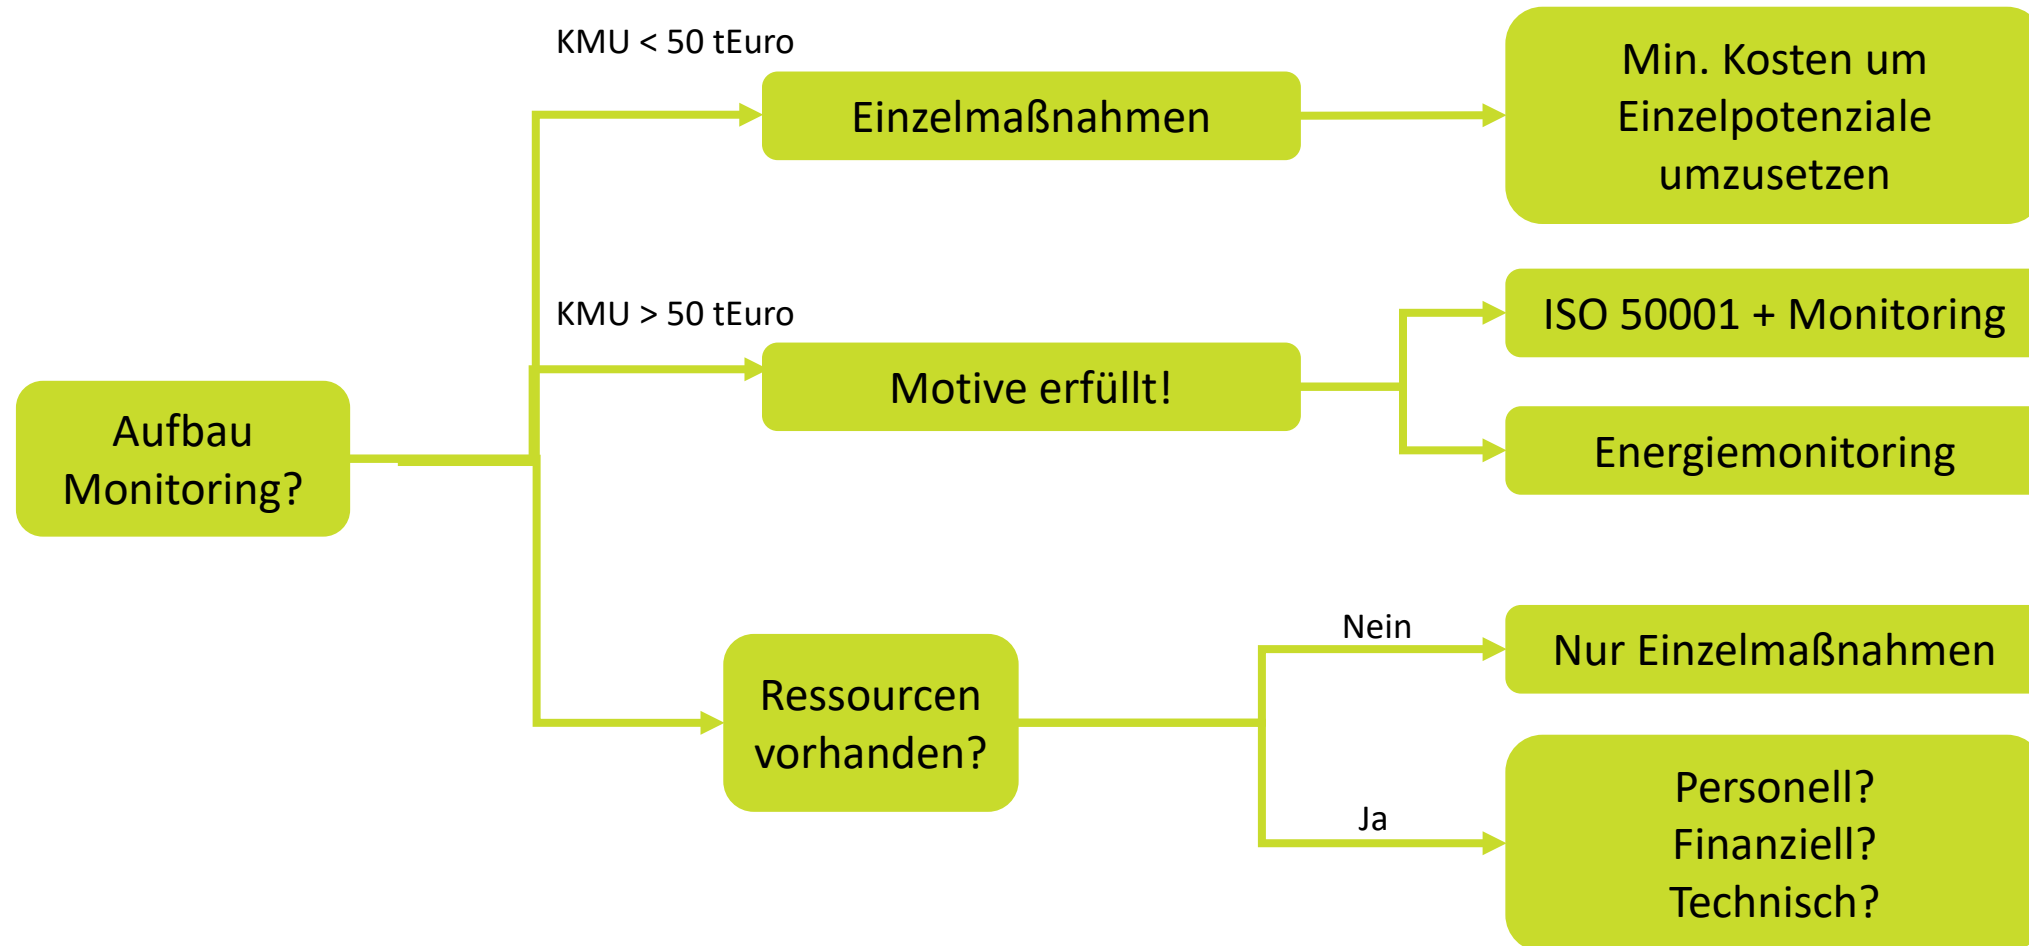 KMU < 50 tEuro
Einzelmaßnahmen
Min. Kosten um
Einzelpotenziale
umzusetzen
KMU > 50 tEuro
Motive erfüllt!
ISO 50001 + Monitoring
Energiemonitoring
Aufbau
Monitoring?
Ressourcen
vorhanden?
Nein
Nur Einzelmaßnahmen
Ja
Personell?
Finanziell?
Technisch?